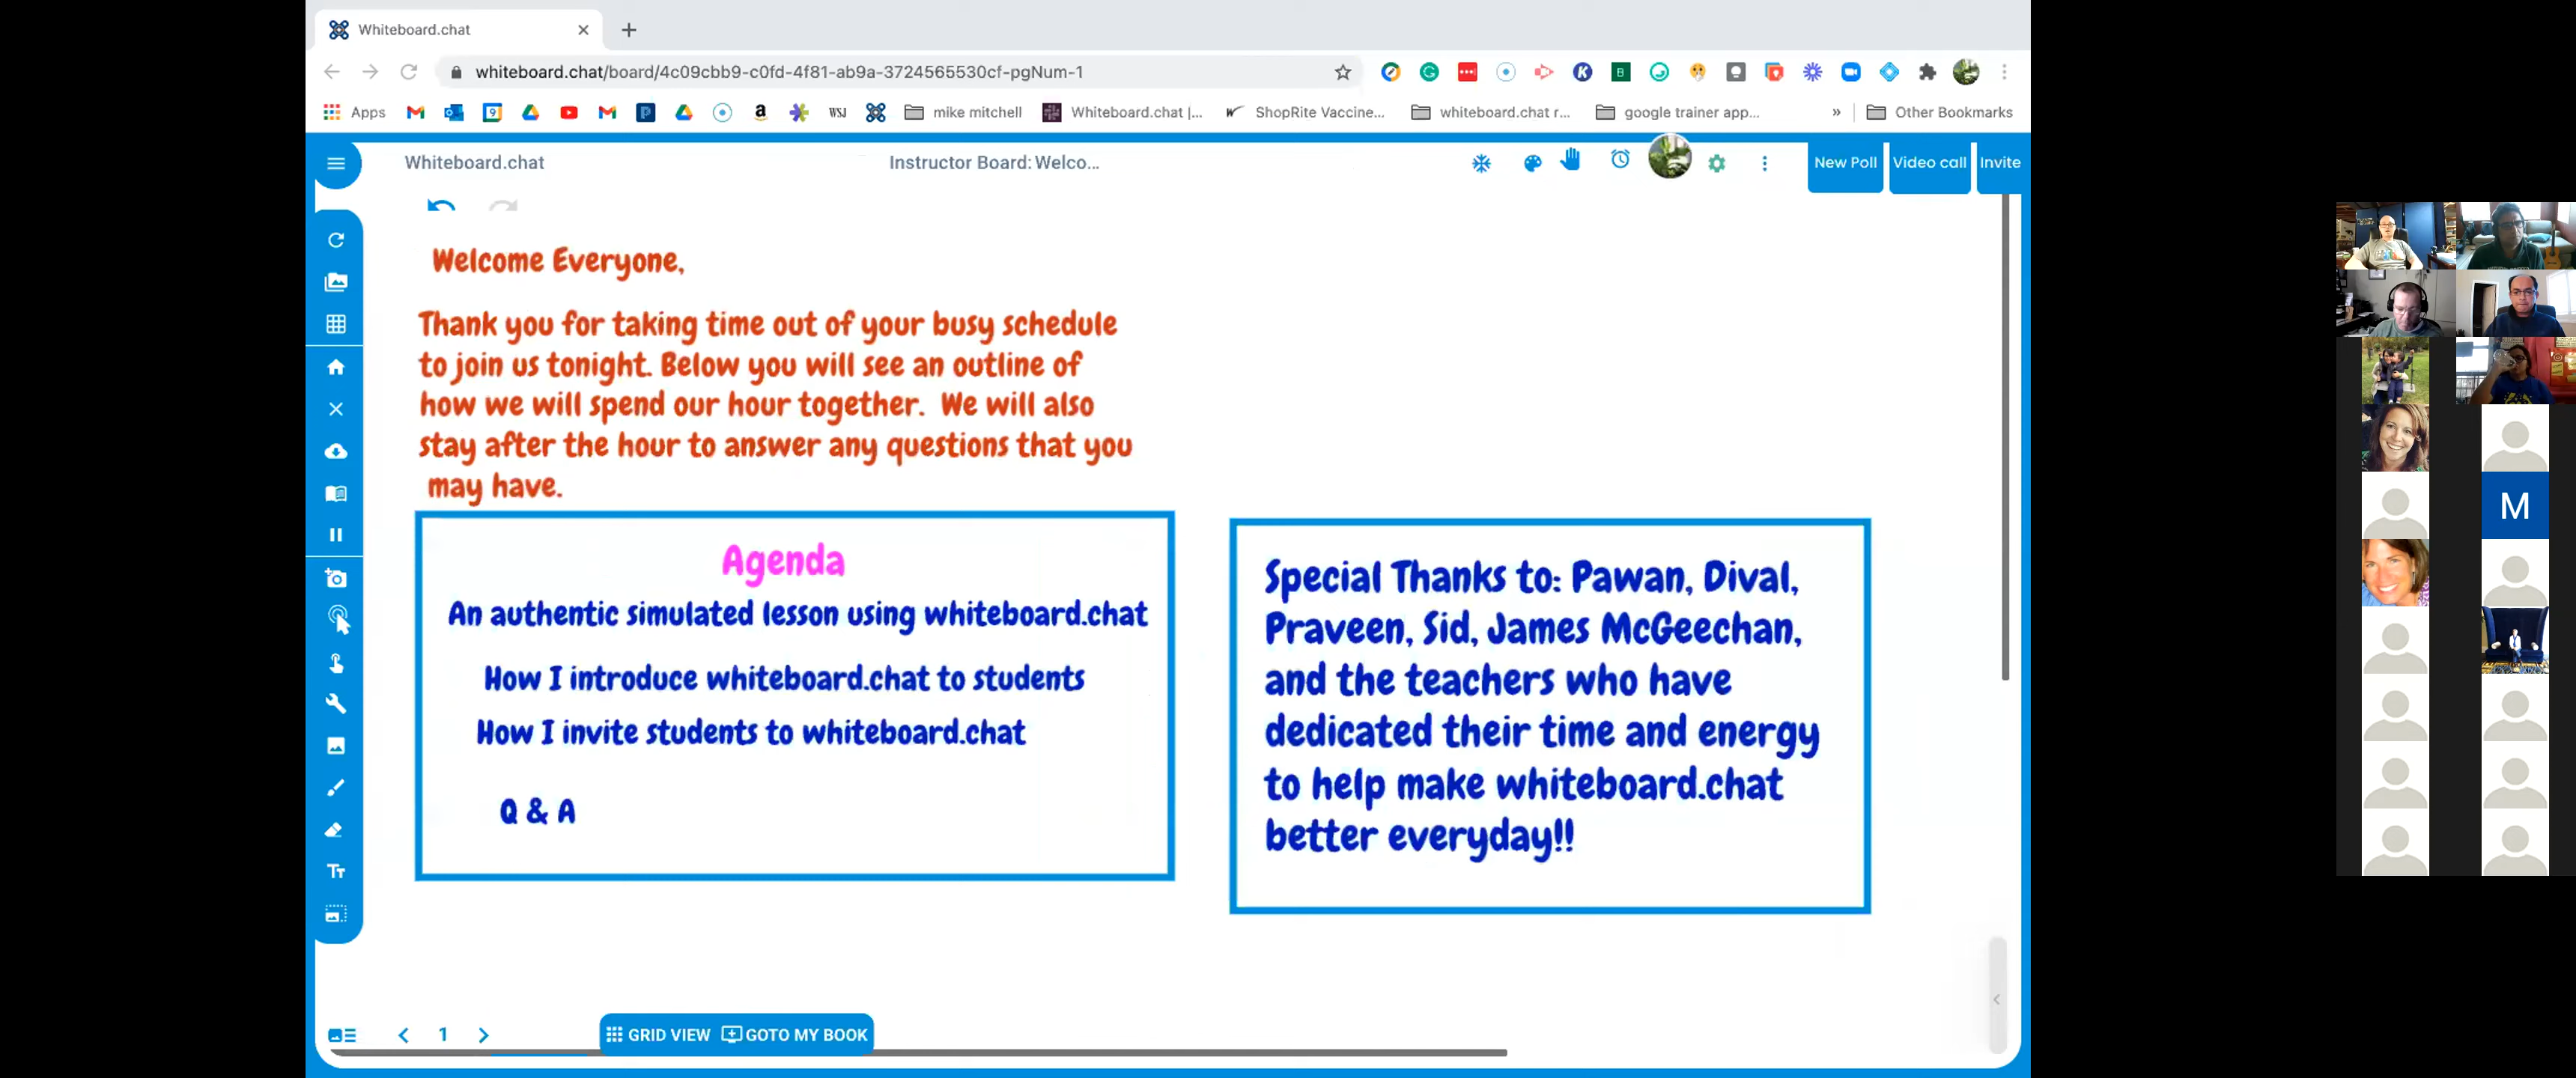 Whiteboard.chat
whiteboard.chat/board/4c09cbb9-c0fd-4f81-ab9a-3724565530cf-pgNum-1
Apps
9
WSJ
mike mitchell
Whiteboard.chat |...
ShopRite Vaccine...
whiteboard.chat r...
google trainer app...
»
Other Bookmarks
Whiteboard.chat
Instructor Board: Welco...
New Poll
Video call
Invite
Welcome Everyone,
Thank you for taking time out of your busy schedule
to join us tonight. Below you will see an outline of
how we will spend our hour together. We will also
stay after the hour to answer any questions that you
may have.
Agenda
An authentic simulated lesson using whiteboard.chat
How I introduce whiteboard.chat to students
How I invite students to whiteboard.chat
Q & A
Special Thanks to: Pawan, Dival,
Praveen, Sid, James McGeechan,
and the teachers who have
dedicated their time and energy
to help make whiteboard.chat
better everyday!!
M
Tt
1
GRID VIEW
GOTO MY BOOK